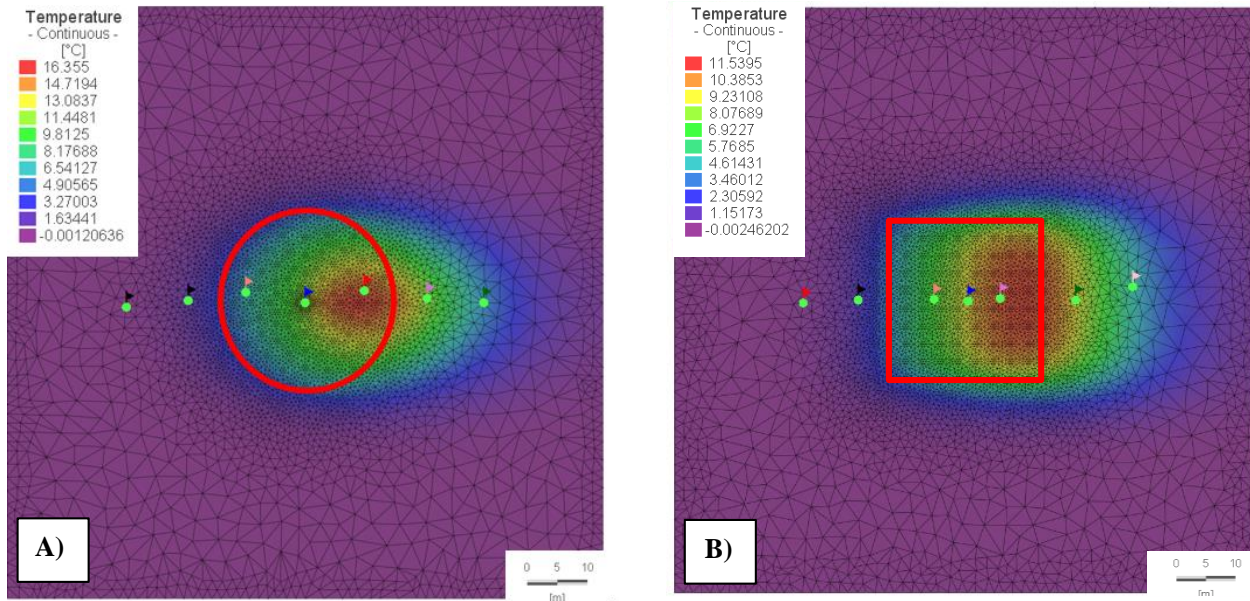 Temperature
- Continuous -
[°C]
16.355
14.7194
13.0837
11.4481
9.8125
8.17688
6.54127
4.90565
3.27003
1.63441
-0.00120636
A)
0 5 10
[m]
Temperature
- Continuous -
[°C]
11.5395
10.3853
9.23108
8.07689
6.9227
5.7685
4.61431
3.46012
2.30592
1.15173
-0.00246202
B)
0 5 10
[m]